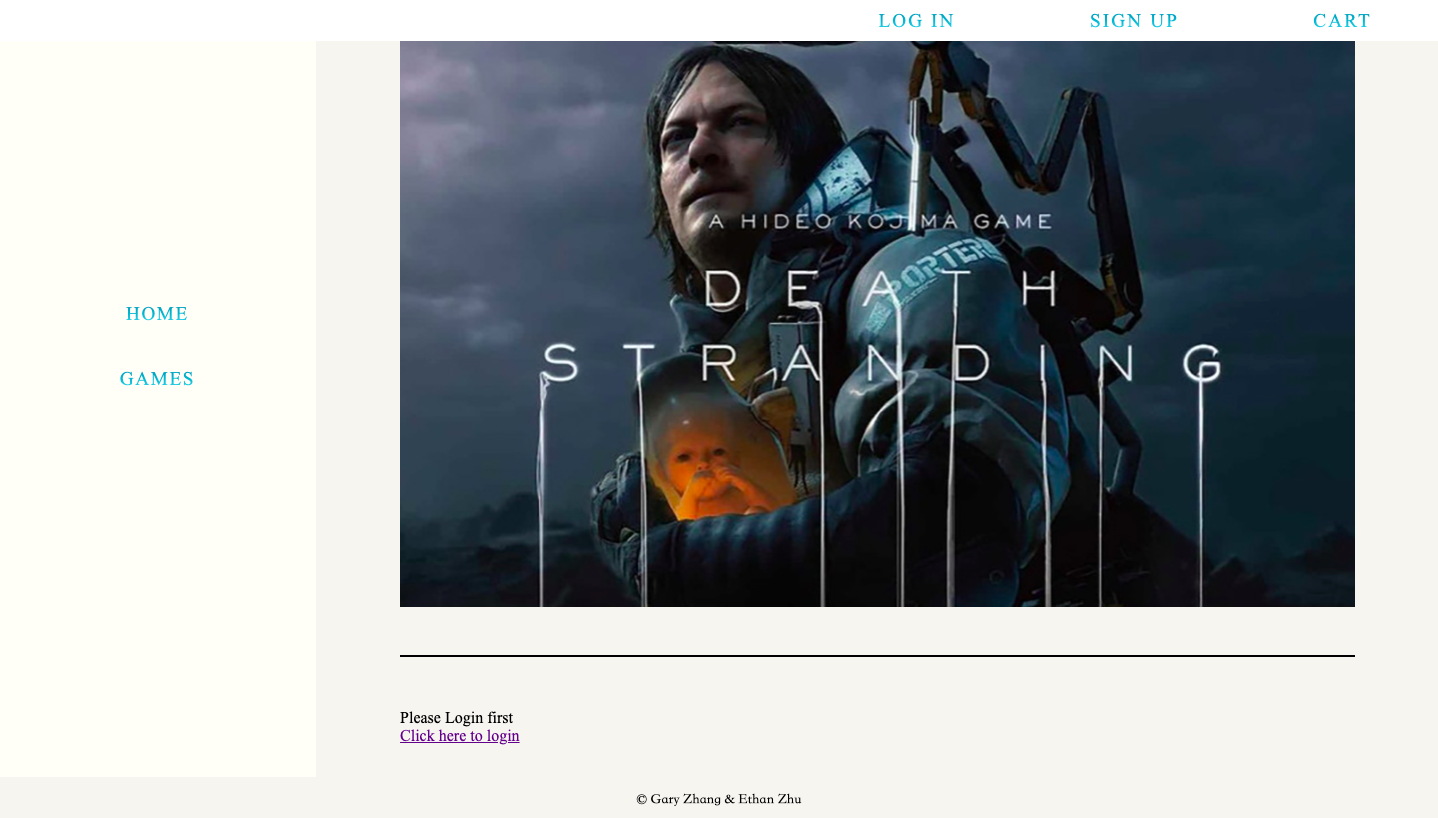 LOG IN
SIGN UP
CART
HOME
GAMES
A HIDEO KOJIMA GAME
PORTER
DEATH
STRANDING
Please Login first
Click here to login
© Gary Zhang & Ethan Zhu